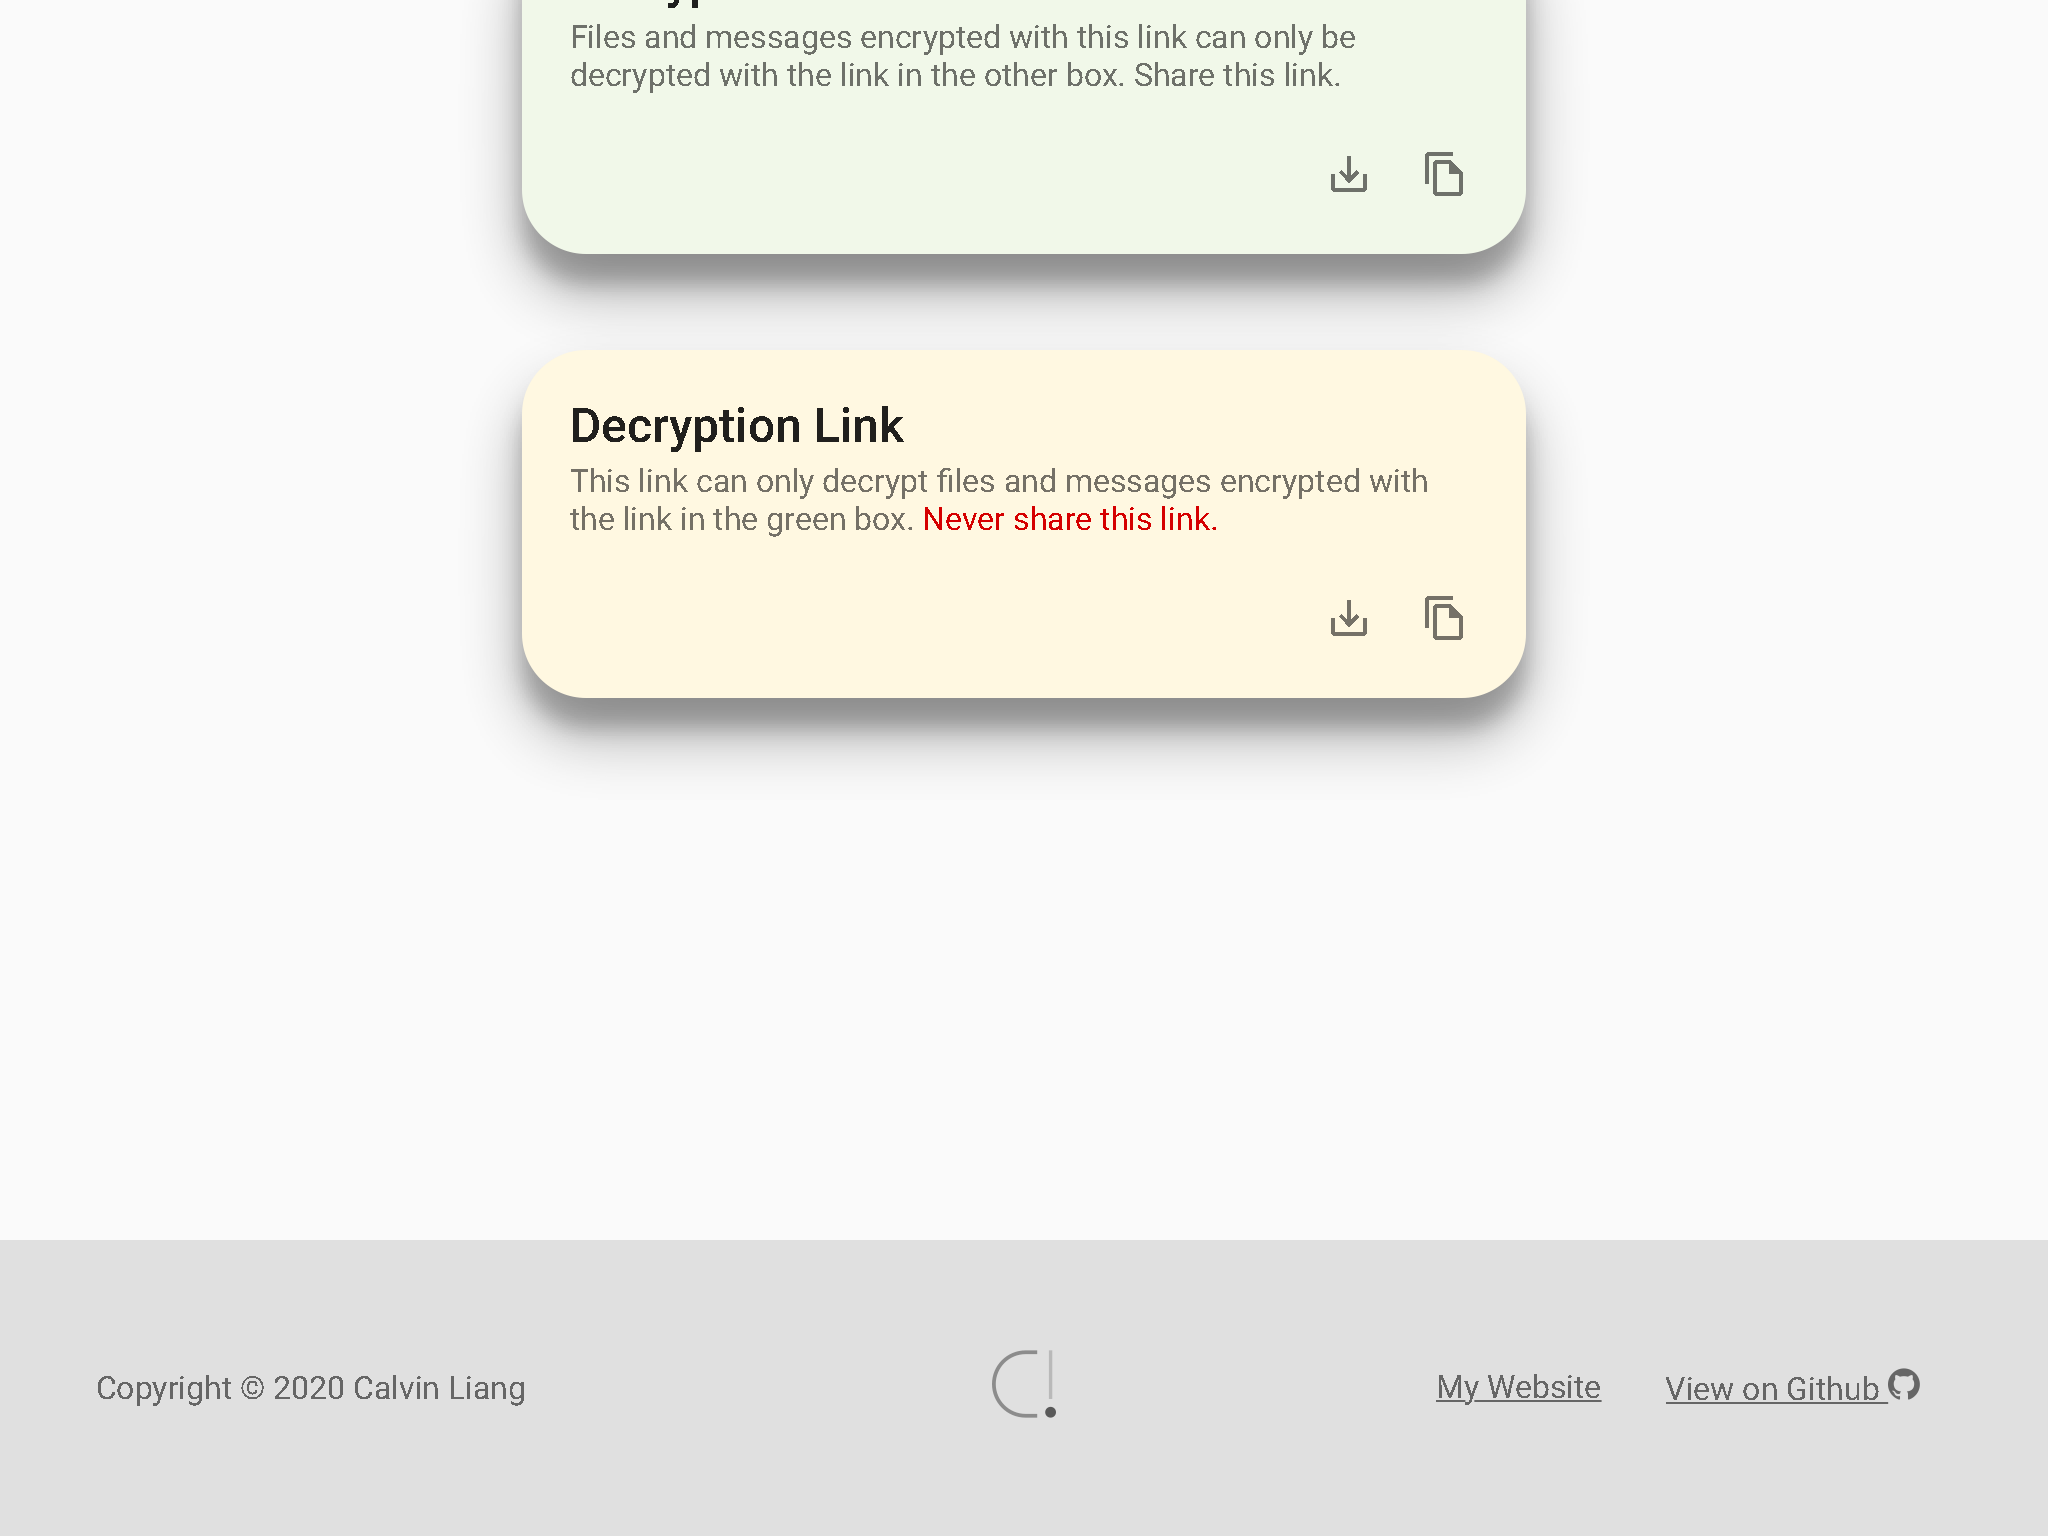 Files and messages encrypted with this link can only be
decrypted with the link in the other box. Share this link.
Decryption Link
This link can only decrypt files and messages encrypted with
the link in the green box. Never share this link.
Copyright © 2020 Calvin Liang
C!
My Website
View on Github